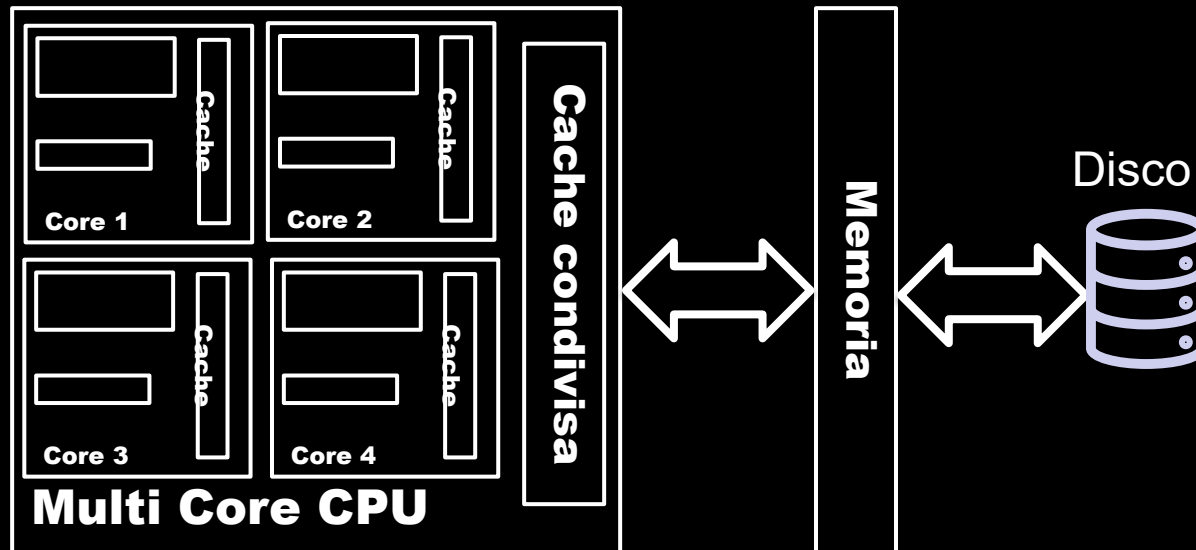 Cache
Core 1
Cache
Core 2
Cache
Core 3
Cache
Core 4
Multi Core CPU
Cache condivisa
Memoria
Disco